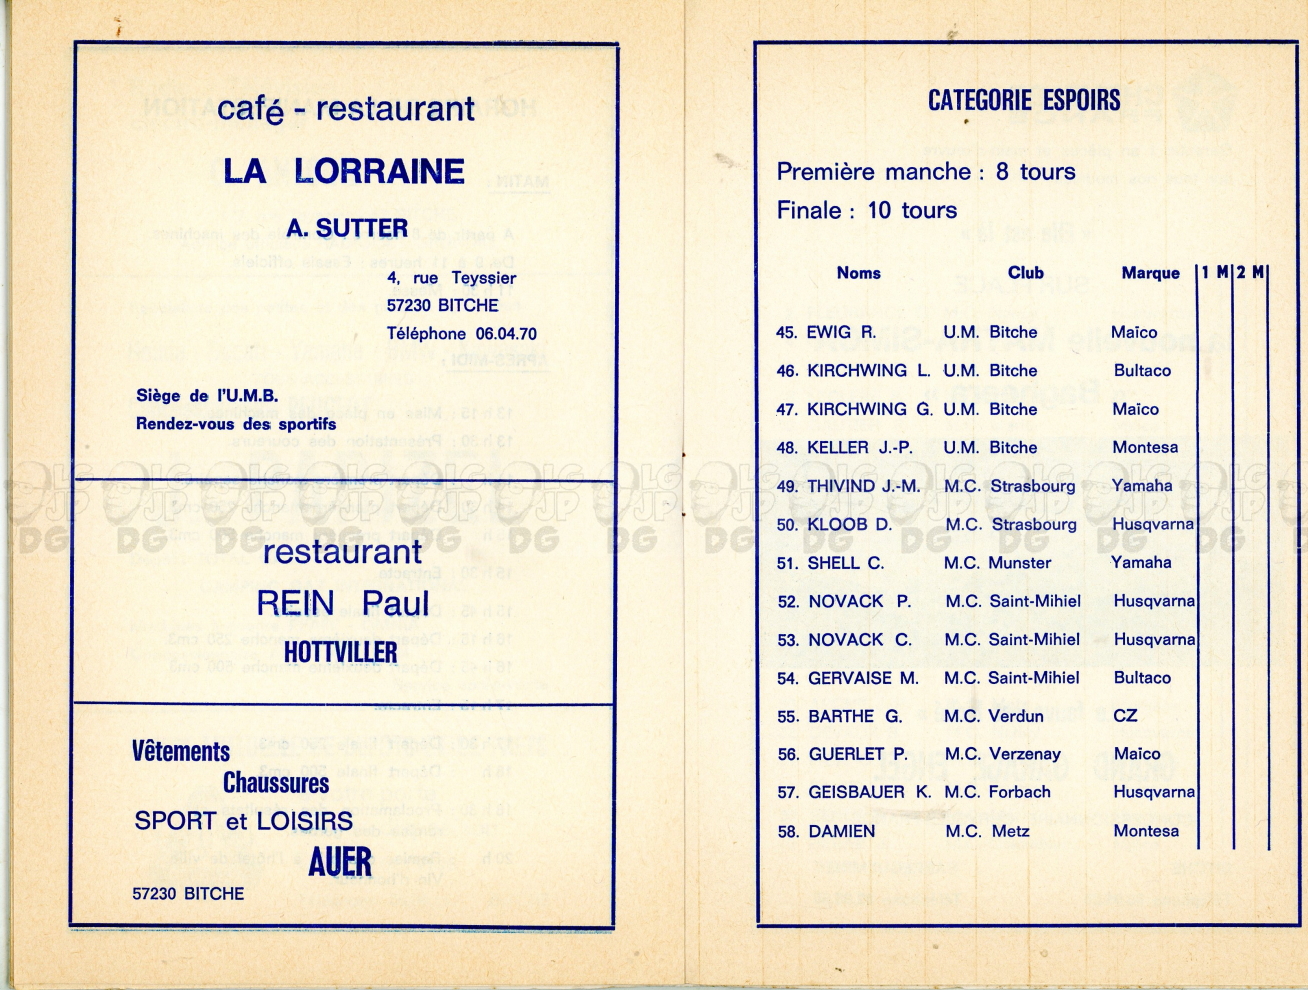 café - restaurant
LA LORRAINE
A. SUTTER
4, rue Teyssier
57230 BITCHE
Téléphone 06.04.70
Siège de l'U.M.B.
Rendez-vous des sportifs
restaurant
REIN Paul
HOTTVILLER
Vêtements
Chaussures
SPORT et LOISIRS
AUER
57230 BITCHE
CATEGORIE ESPOIRS
Première manche : 8 tours
Finale : 10 tours
Noms Club Marque 1 M 2 M
45. EWIG R. U.M. Bitche Maïco
46. KIRCHWING L. U.M. Bitche Bultaco
47. KIRCHWING G. U.M. Bitche Maïco
48. KELLER J.-P. U.M. Bitche Montesa
49. THIVIND J.-M. M.C. Strasbourg Yamaha
50. KLOOB D. M.C. Strasbourg Husqvarna
51. SHELL C. M.C. Munster Yamaha
52. NOVACK P. M.C. Saint-Mihiel Husqvarna
53. NOVACK C. M.C. Saint-Mihiel Husqvarna
54. GERVAISE M. M.C. Saint-Mihiel Bultaco
55. BARTHE G. M.C. Verdun CZ
56. GUERLET P. M.C. Verzenay Maïco
57. GEISBAUER K. M.C. Forbach Husqvarna
58. DAMIEN M.C. Metz Montesa